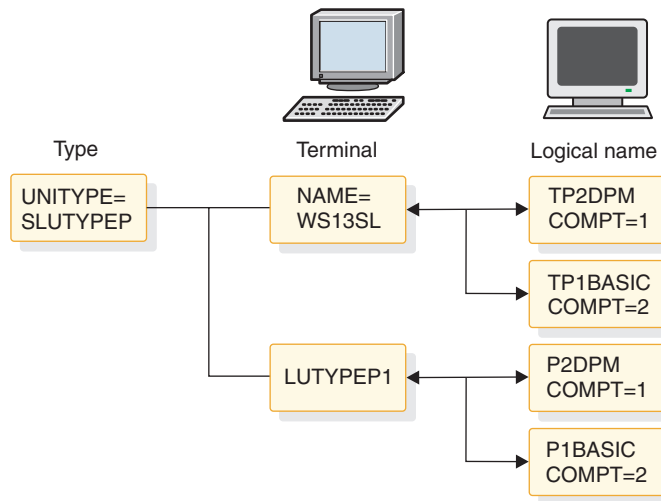 Type
Terminal
Logical name
UNITYPE=
SLUTYPEP
NAME=
WS13SL
TP2DPM
COMPT=1
TP1BASIC
COMPT=2
LUTYPEP1
P2DPM
COMPT=1
P1BASIC
COMPT=2